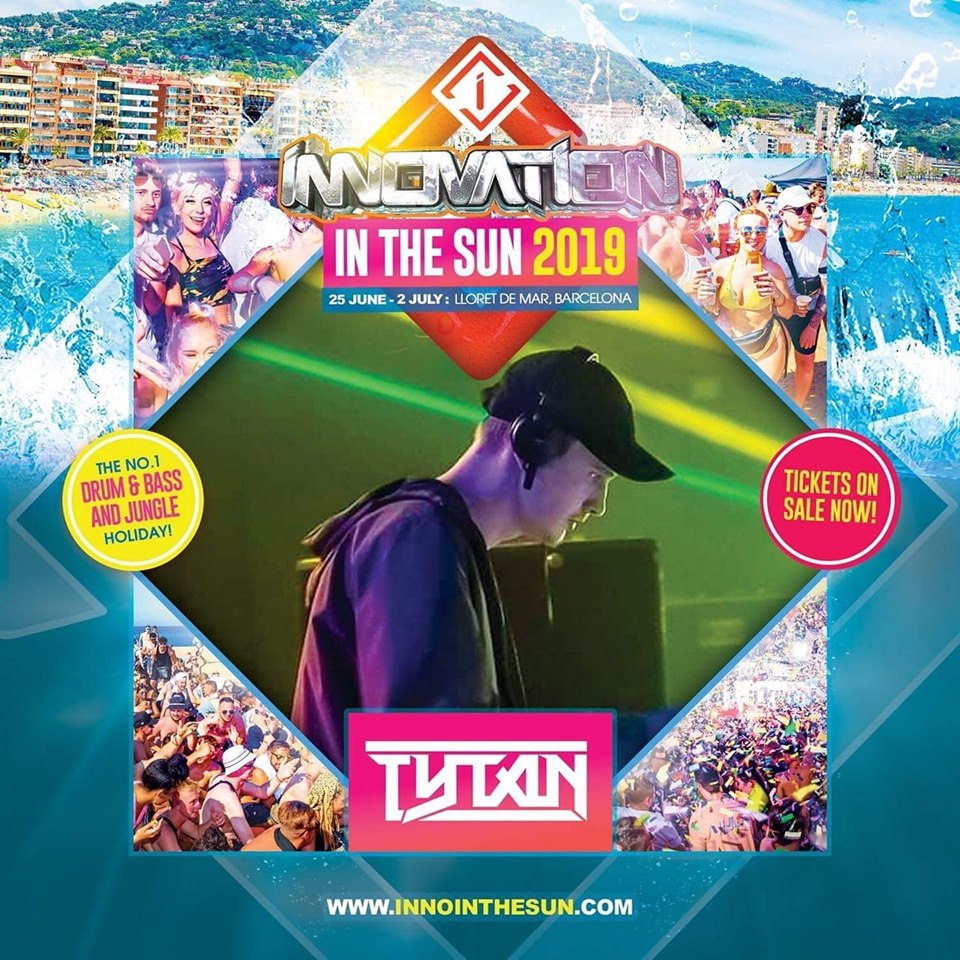 INNOVATION
IN THE SUN 2019
25 JUNE - 2 JULY : LLORET DE MAR, BARCELONA
THE NO.1
DRUM & BASS
AND JUNGLE
HOLIDAY!
TICKETS ON
SALE NOW!
TYTAN
WWW.INNOINTHESUN.COM